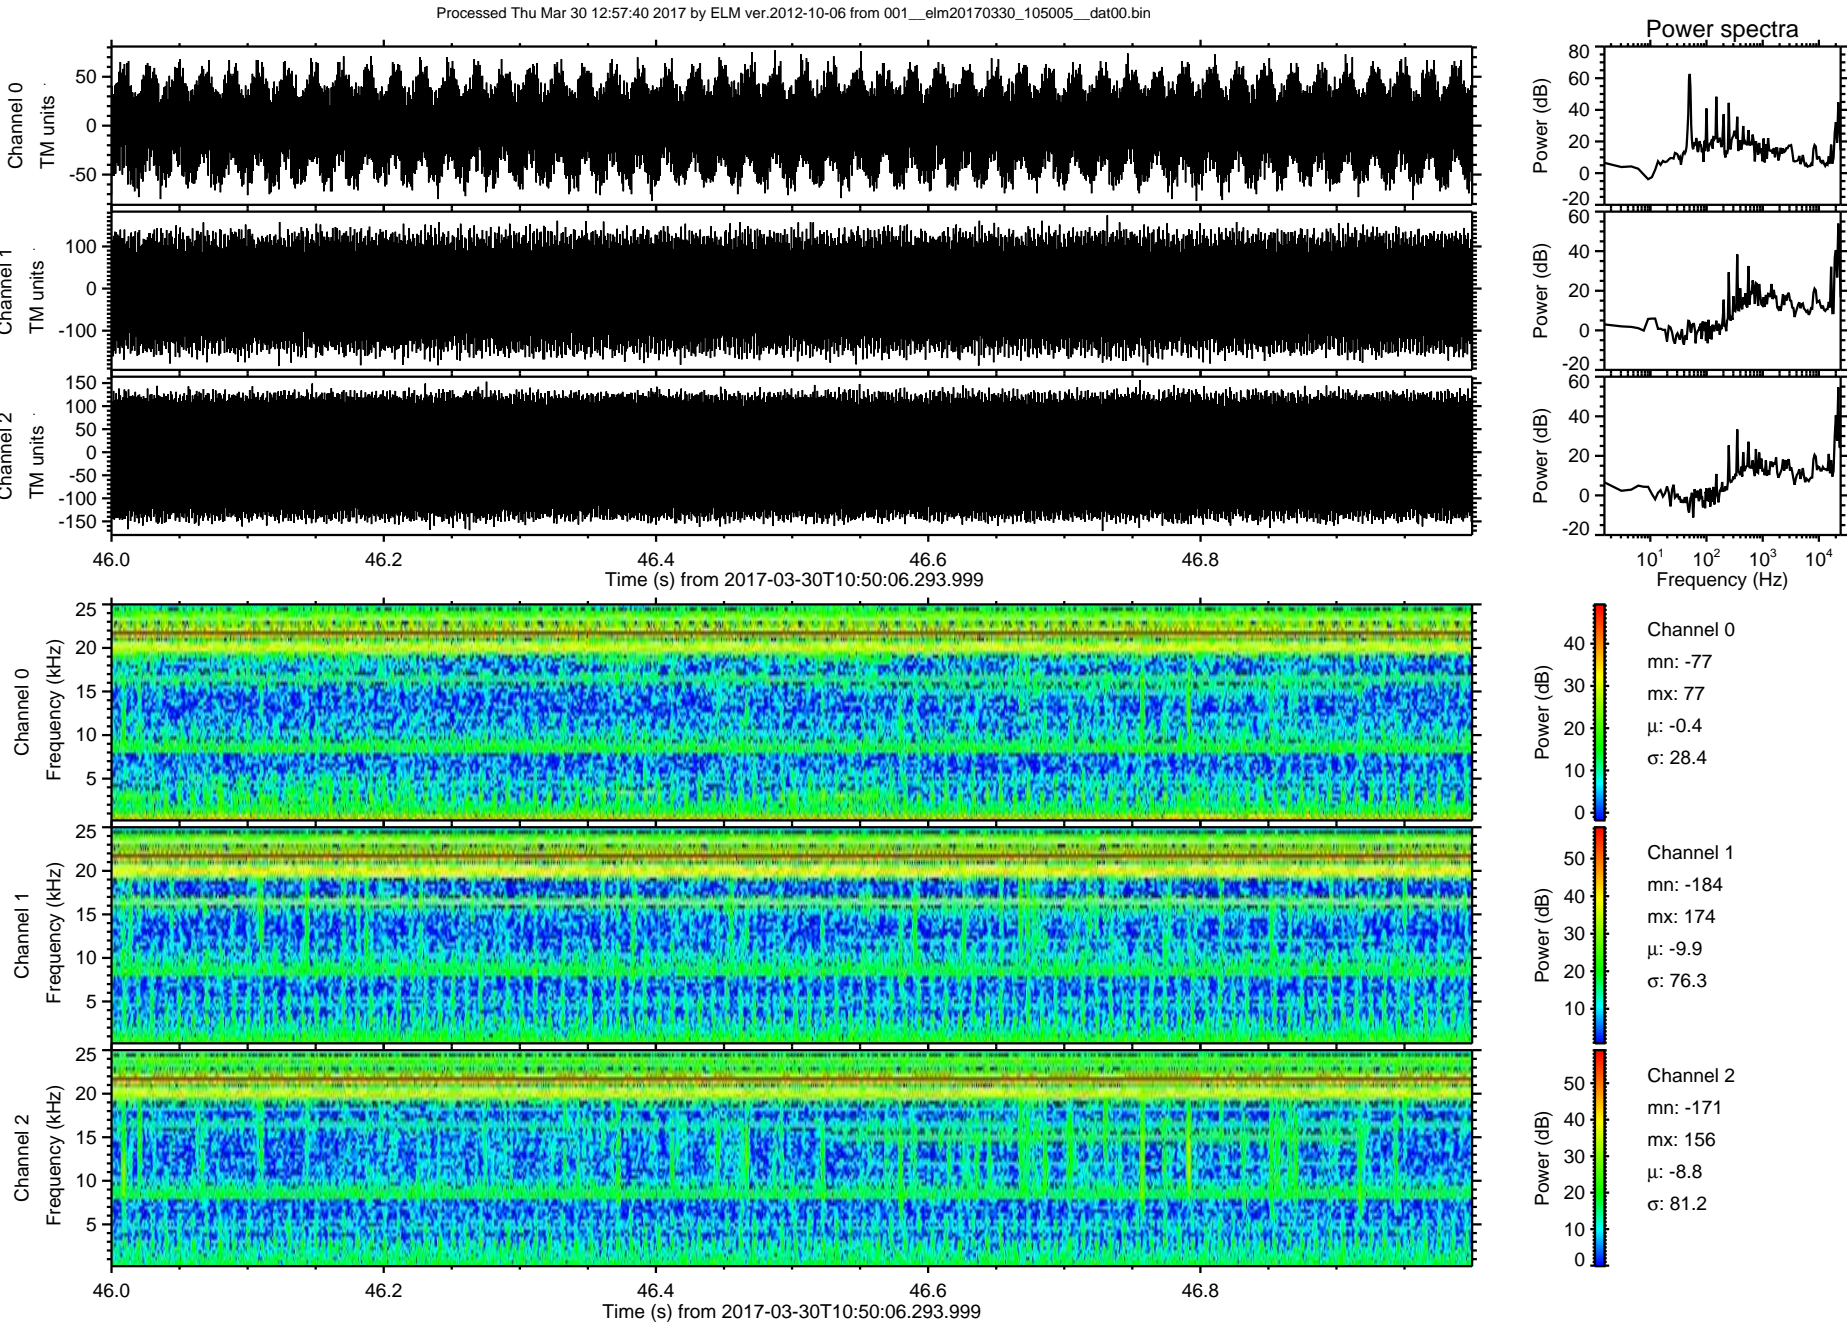 Processed Thu Mar 30 12:57:40 2017 by ELM ver.2012-10-06 from 001__elm20170330_105005__dat00.bin
Power spectra
Channel 0
TM units
50
0
-50
Power (dB)
80
60
40
20
0
-20
Channel 1
TM units
100
0
-100
Power (dB)
60
40
20
0
-20
Channel 2
TM units
150
100
50
0
-50
-100
-150
Power (dB)
60
40
20
0
-20
46.0 46.2 46.4 46.6 46.8
Time (s) from 2017-03-30T10:50:06.293.999
10^1 10^2 10^3 10^4
Frequency (Hz)
Channel 0
Frequency (kHz)
25
20
15
10
5
Power (dB)
40
30
20
10
0
Channel 0
mn: -77
mx: 77
μ: -0.4
σ: 28.4
Channel 1
Frequency (kHz)
25
20
15
10
5
Power (dB)
50
40
30
20
10
Channel 1
mn: -184
mx: 174
μ: -9.9
σ: 76.3
Channel 2
Frequency (kHz)
25
20
15
10
5
Power (dB)
50
40
30
20
10
0
Channel 2
mn: -171
mx: 156
μ: -8.8
σ: 81.2
46.0 46.2 46.4 46.6 46.8
Time (s) from 2017-03-30T10:50:06.293.999